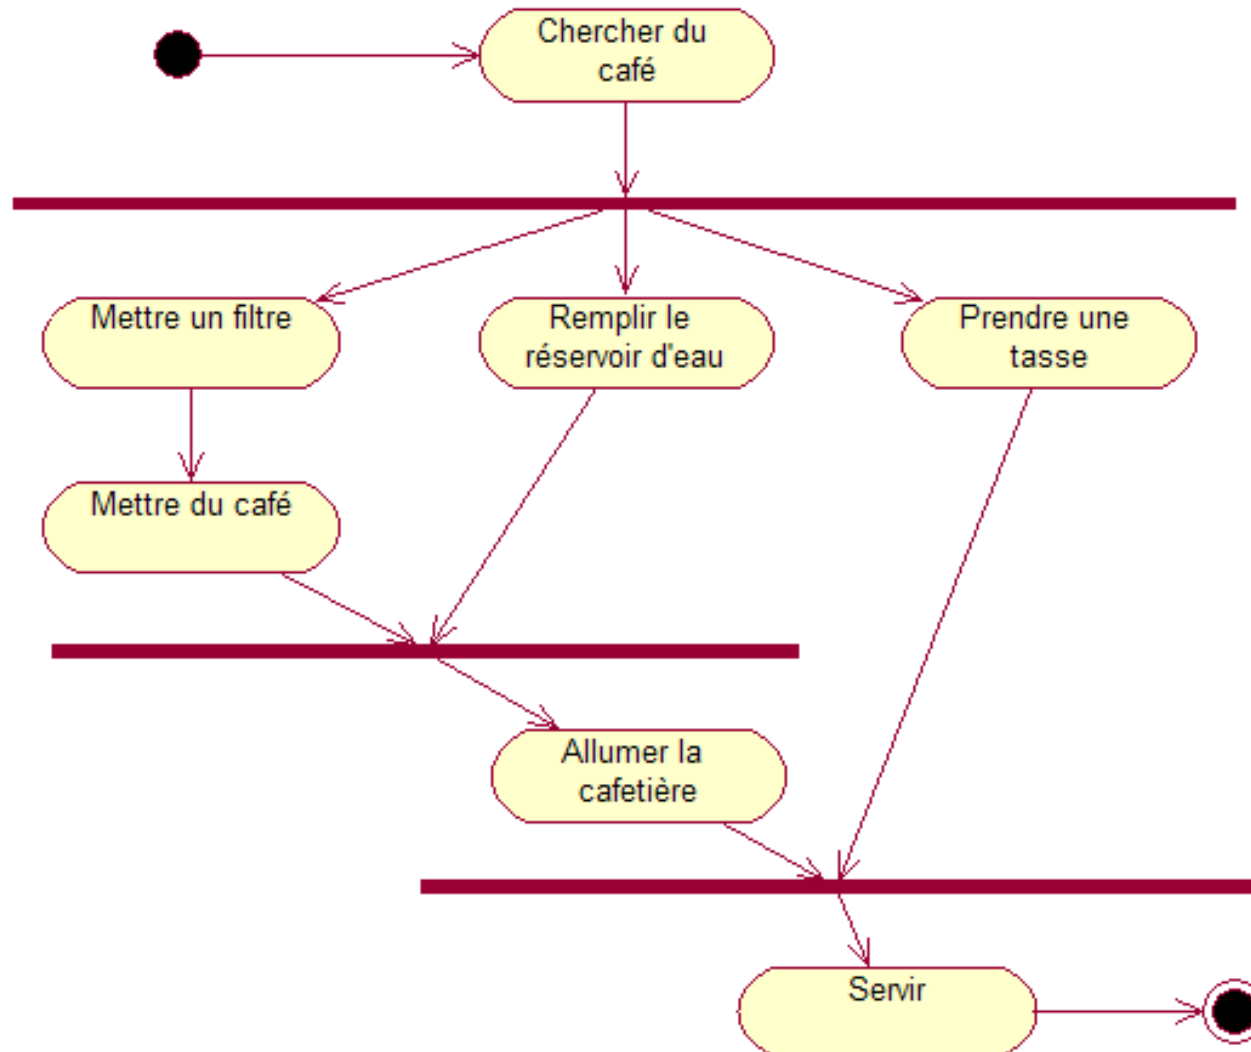 Chercher du
café
Mettre un filtre
Remplir le
réservoir d'eau
Prendre une
tasse
Mettre du café
Allumer la
cafetière
Servir